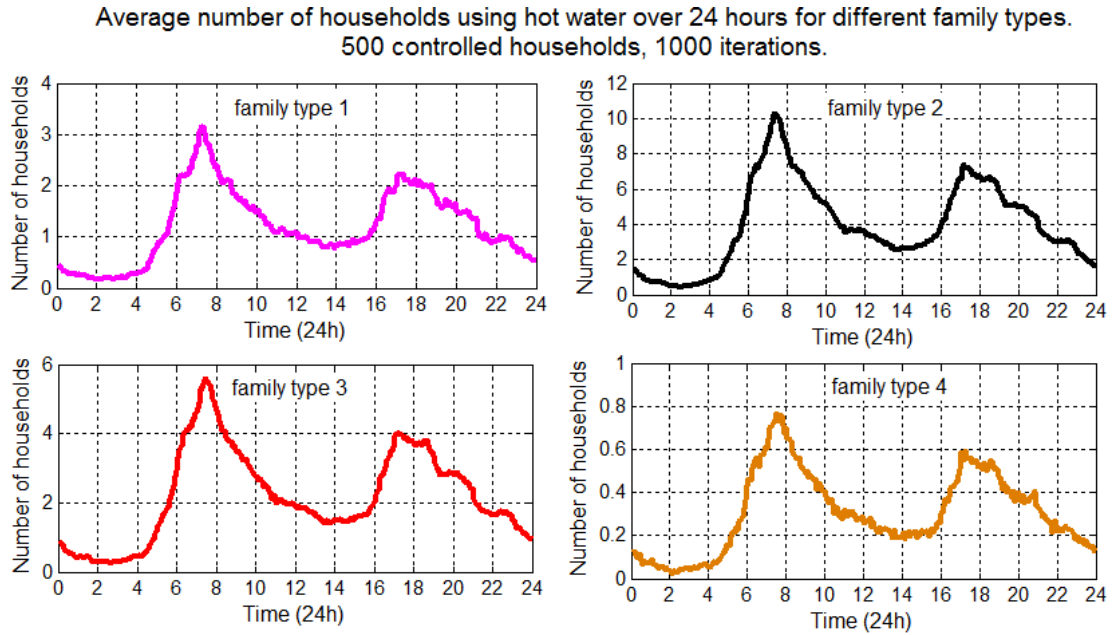 Average number of households using hot water over 24 hours for different family types.
500 controlled households, 1000 iterations.
Number of households
4
3
2
1
0
family type 1
0 2 4 6 8 10 12 14 16 18 20 22 24
Time (24h)
Number of households
12
10
8
6
4
2
0
family type 2
0 2 4 6 8 10 12 14 16 18 20 22 24
Time (24h)
Number of households
6
4
2
0
family type 3
0 2 4 6 8 10 12 14 16 18 20 22 24
Time (24h)
Number of households
1
0.8
0.6
0.4
0.2
0
family type 4
0 2 4 6 8 10 12 14 16 18 20 22 24
Time (24h)